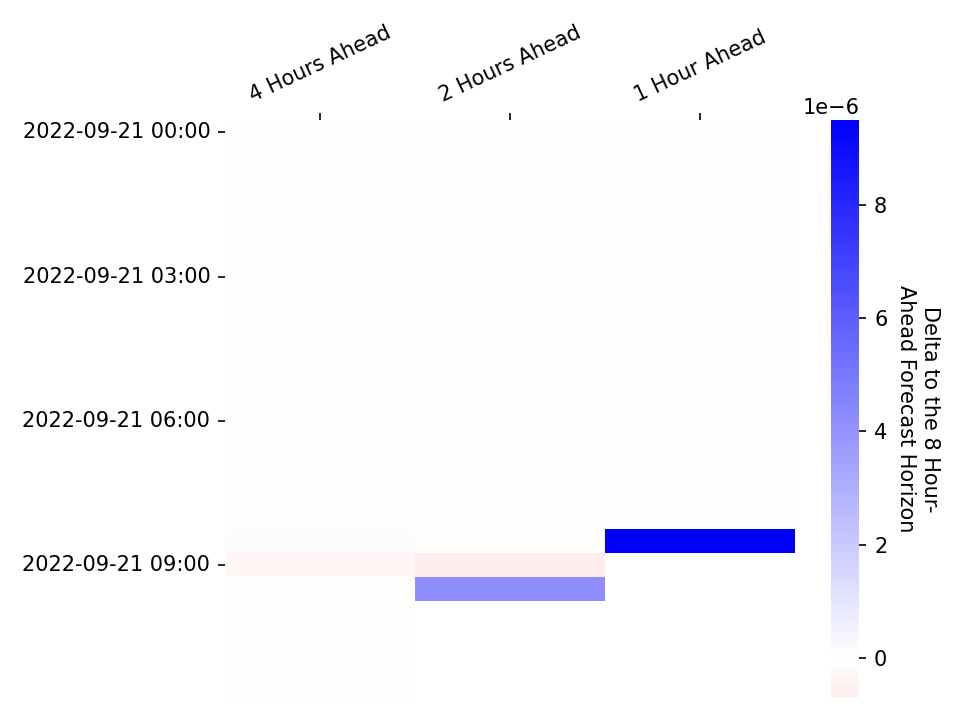 4 Hours Ahead
2 Hours Ahead
1 Hour Ahead
1e−6
2022-09-21 00:00
2022-09-21 03:00
2022-09-21 06:00
2022-09-21 09:00
8
6
4
2
0
Delta to the 8 Hour-
Ahead Forecast Horizon